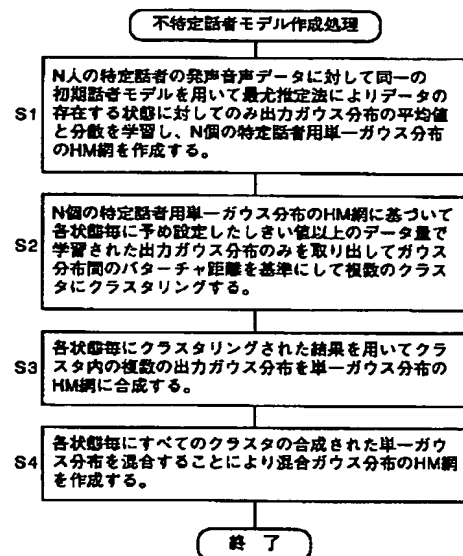 不特定話者モデル作成処理
S1
N人の特定話者の発声音声データに対して同一の
初期話者モデルを用いて最尤推定法によりデータの
存在する状態に対してのみ出力ガウス分布の平均値
と分散を学習し、N個の特定話者用単一ガウス分布
のHM網を作成する。
S2
N個の特定話者用単一ガウス分布のHM網に基づいて
各状態毎に予め設定したしきい値以上のデータ量で
学習された出力ガウス分布のみを取り出してガウス
分布間のバターチャ距離を基準にして複数のクラス
タにクラスタリングする。
S3
各状態毎にクラスタリングされた結果を用いてクラ
スタ内の複数の出力ガウス分布を単一ガウス分布の
HM網に合成する。
S4
各状態毎にすべてのクラスタの合成された単一ガウ
ス分布を混合することにより混合ガウス分布のHM網
を作成する。
終了